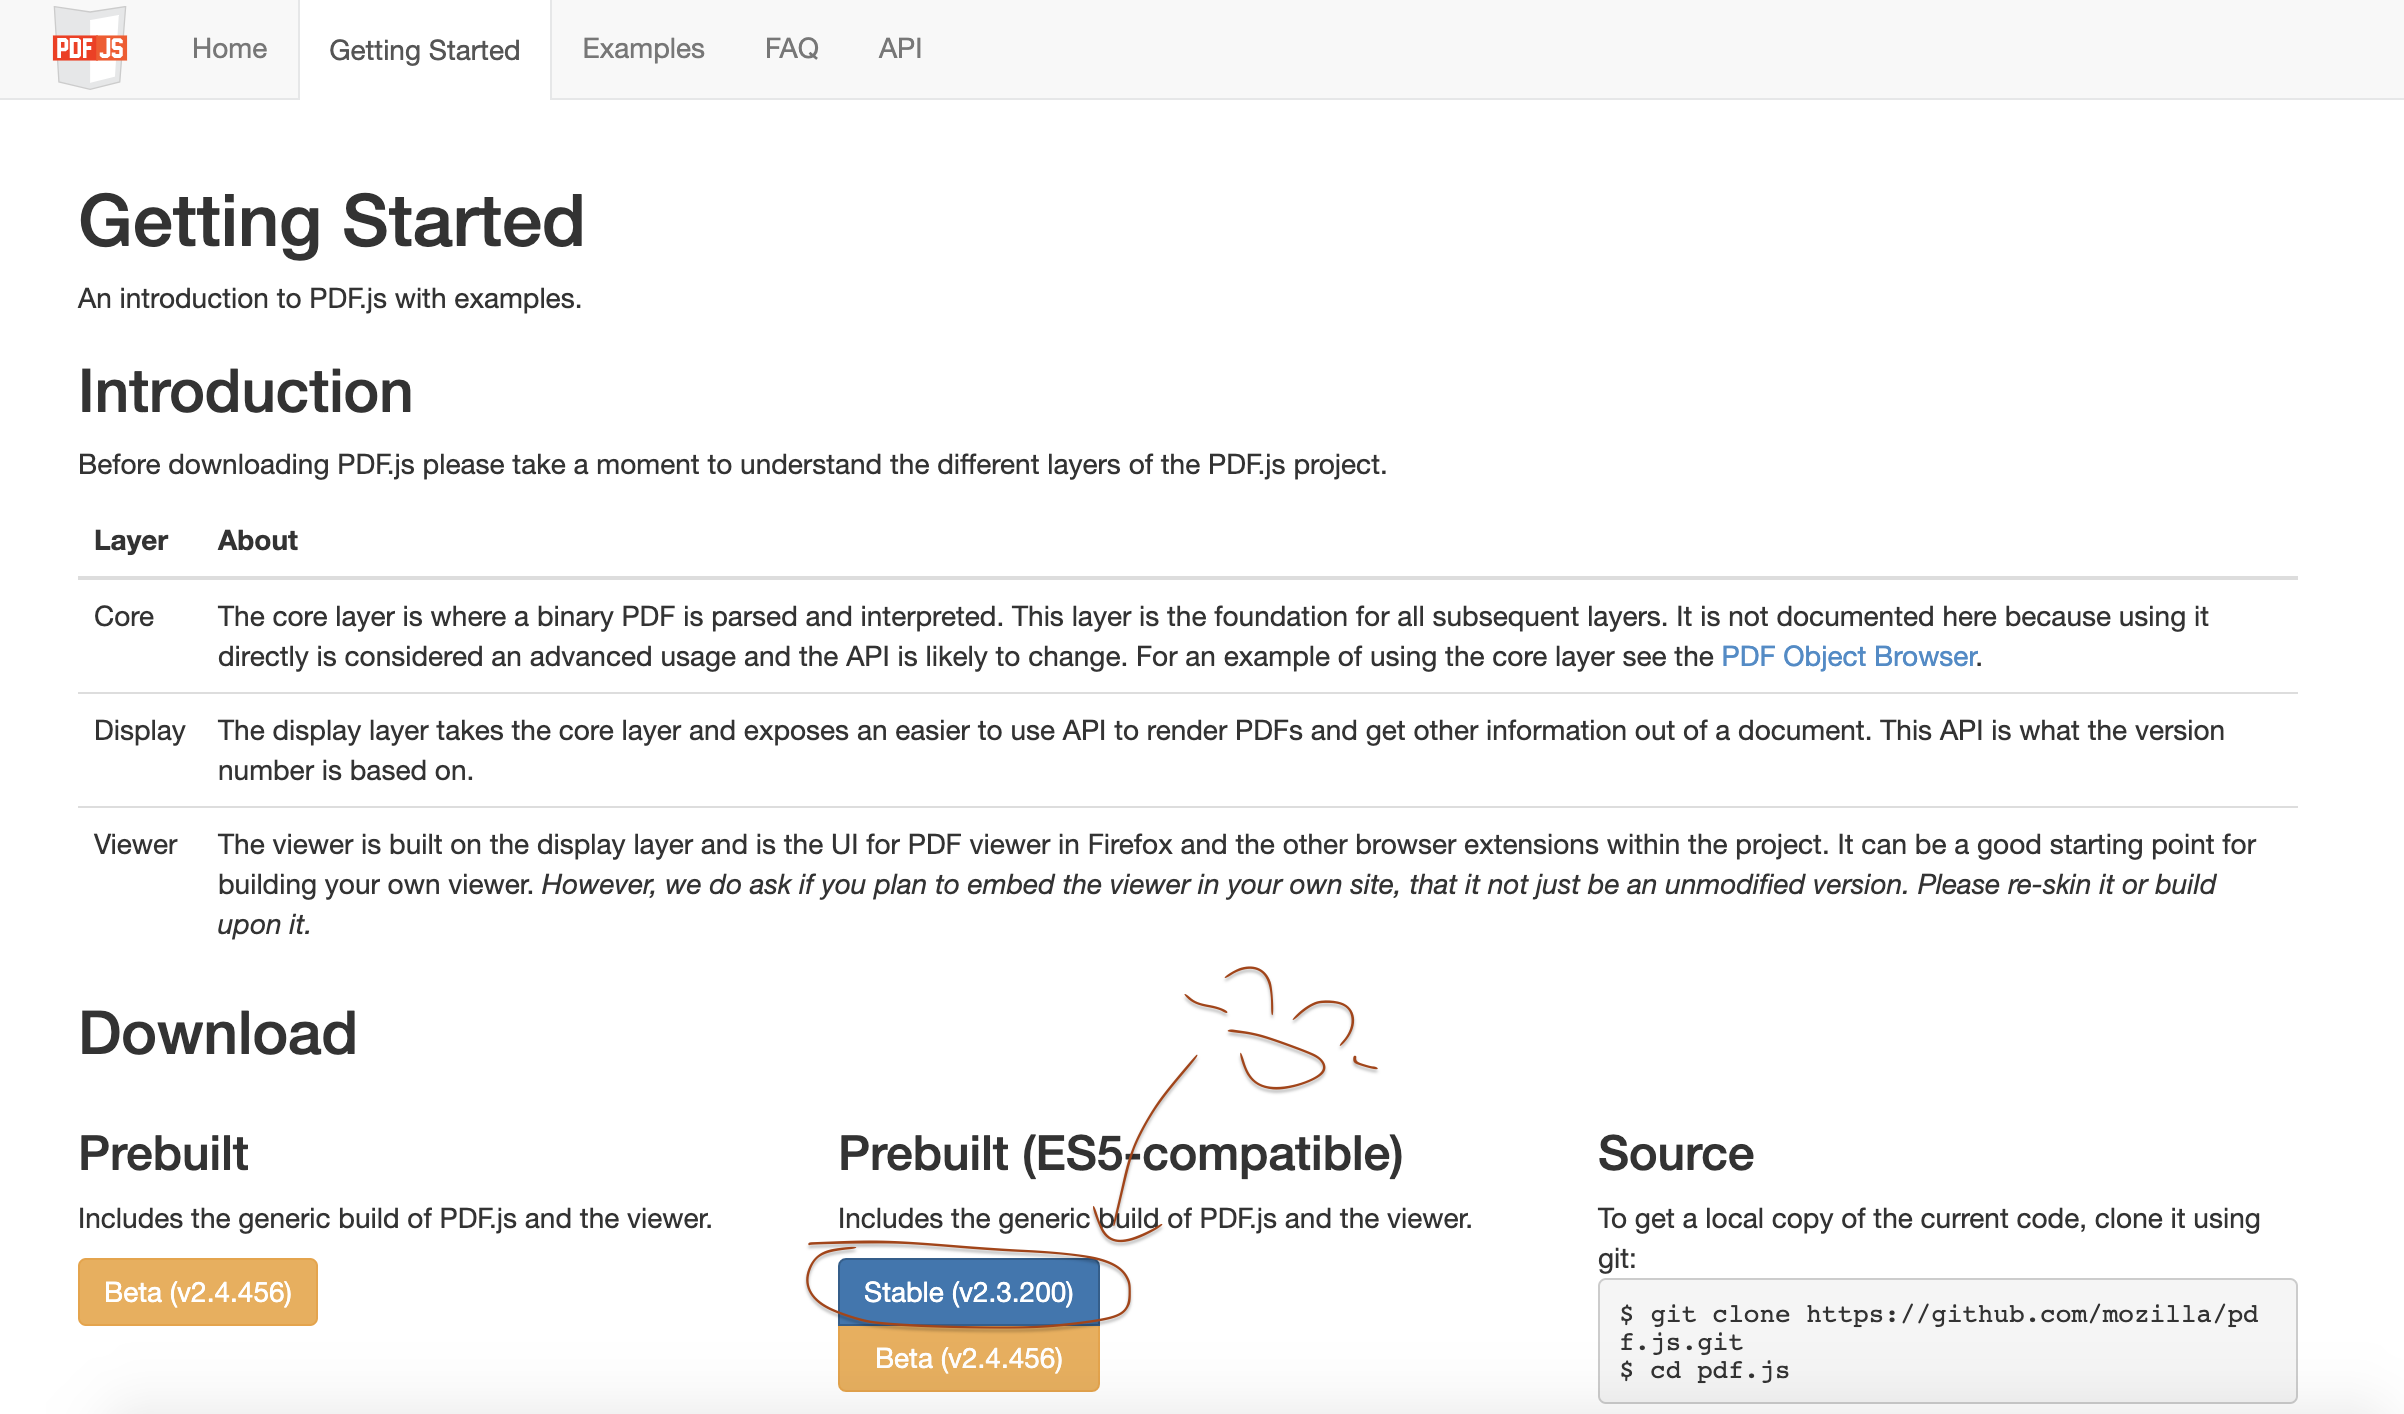 PDF JS
Home
Getting Started
Examples
FAQ
API
Getting Started
An introduction to PDF.js with examples.
Introduction
Before downloading PDF.js please take a moment to understand the different layers of the PDF.js project.
Layer About
Core The core layer is where a binary PDF is parsed and interpreted. This layer is the foundation for all subsequent layers. It is not documented here because using it
directly is considered an advanced usage and the API is likely to change. For an example of using the core layer see the PDF Object Browser.
Display The display layer takes the core layer and exposes an easier to use API to render PDFs and get other information out of a document. This API is what the version
number is based on.
Viewer The viewer is built on the display layer and is the UI for PDF viewer in Firefox and the other browser extensions within the project. It can be a good starting point for
building your own viewer. However, we do ask if you plan to embed the viewer in your own site, that it not just be an unmodified version. Please re-skin it or build
upon it.
Download
Prebuilt
Includes the generic build of PDF.js and the viewer.
Beta (v2.4.456)
Prebuilt (ES5-compatible)
Includes the generic build of PDF.js and the viewer.
Stable (v2.3.200)
Beta (v2.4.456)
Source
To get a local copy of the current code, clone it using
git:
$ git clone https://github.com/mozilla/pd
f.js.git
$ cd pdf.js